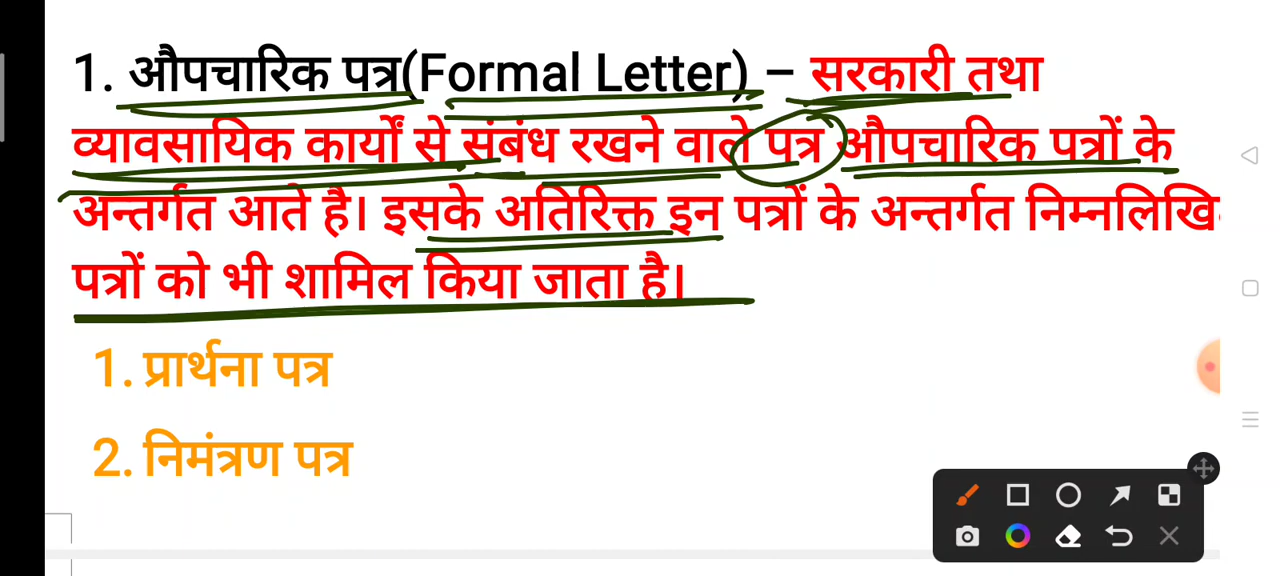 1. औपचारिक पत्र(Formal Letter) – सरकारी तथा
व्यावसायिक कार्यों से संबंध रखने वाले पत्र औपचारिक पत्रों के
अन्तर्गत आते है। इसके अतिरिक्त इन पत्रों के अन्तर्गत
पत्रों को भी शामिल किया जाता है।
1. प्रार्थना पत्र
2. निमंत्रण पत्र